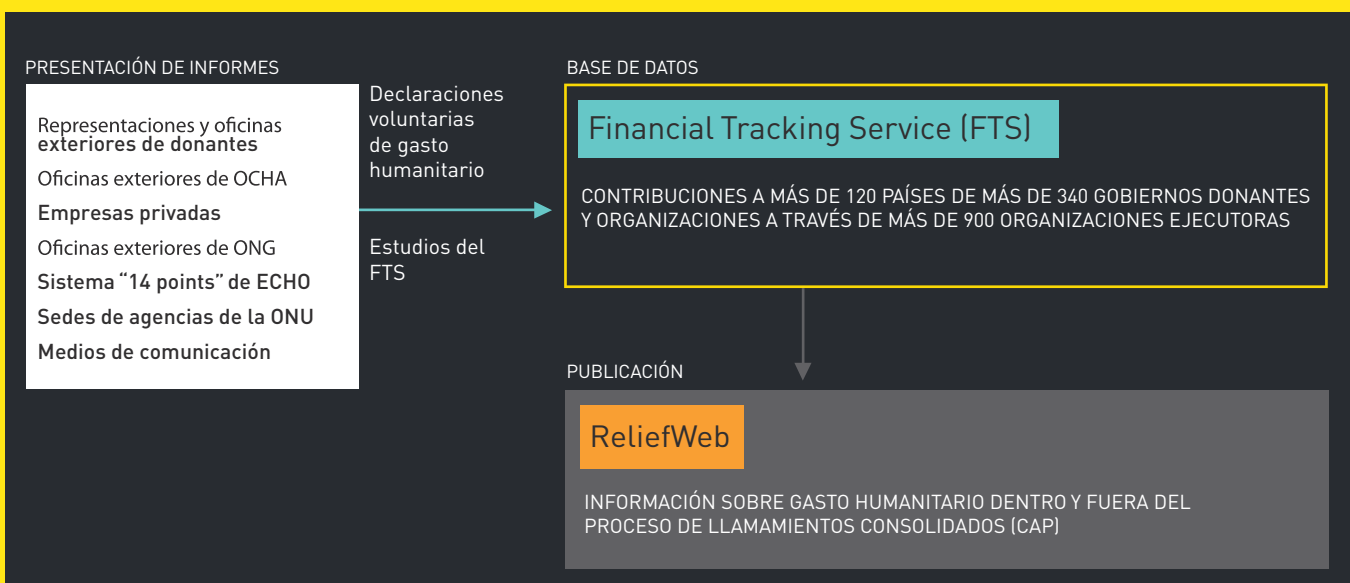 PRESENTACIÓN DE INFORMES
Representaciones y oficinas
exteriores de donantes
Oficinas exteriores de OCHA
Empresas privadas
Oficinas exteriores de ONG
Sistema “14 points” de ECHO
Sedes de agencias de la ONU
Medios de comunicación
Declaraciones
voluntarias
de gasto
humanitario
Estudios del
FTS
BASE DE DATOS
Financial Tracking Service (FTS)
CONTRIBUCIONES A MÁS DE 120 PAÍSES DE MÁS DE 340 GOBIERNOS DONANTES
Y ORGANIZACIONES A TRAVÉS DE MÁS DE 900 ORGANIZACIONES EJECUTORAS
PUBLICACIÓN
ReliefWeb
INFORMACIÓN SOBRE GASTO HUMANITARIO DENTRO Y FUERA DEL
PROCESO DE LLAMAMIENTOS CONSOLIDADOS (CAP)